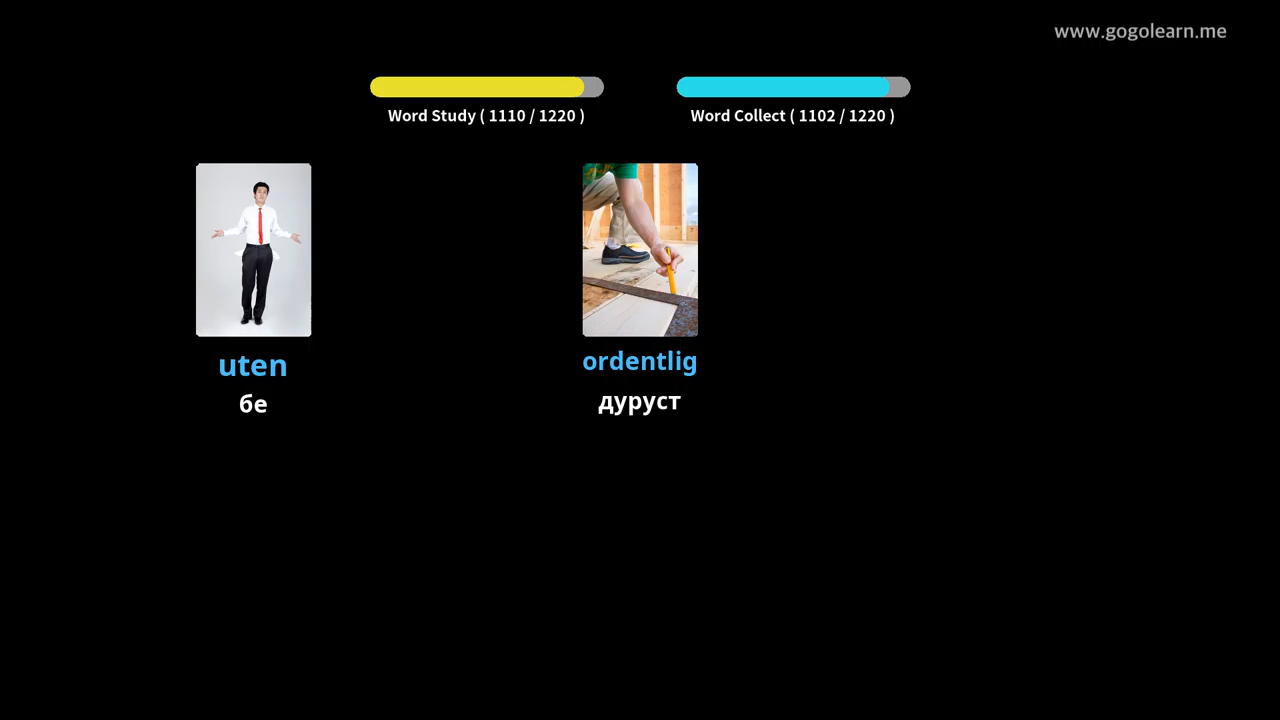 www.gogolearn.me
Word Study ( 1110 / 1220 )
Word Collect ( 1102 / 1220 )
uten
бе
ordentlig
дуруст